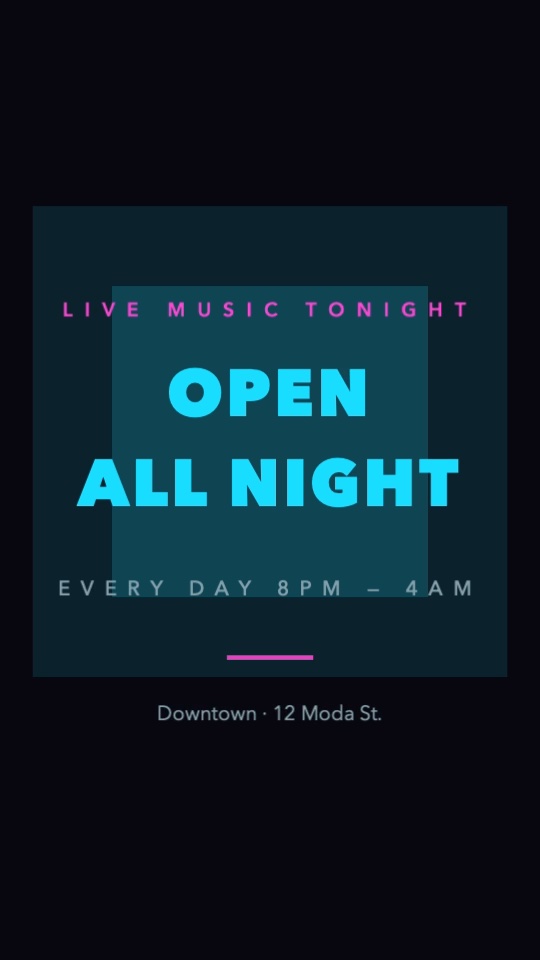 LIVE MUSIC TONIGHT
OPEN
ALL NIGHT
EVERY DAY 8PM – 4AM
Downtown · 12 Moda St.